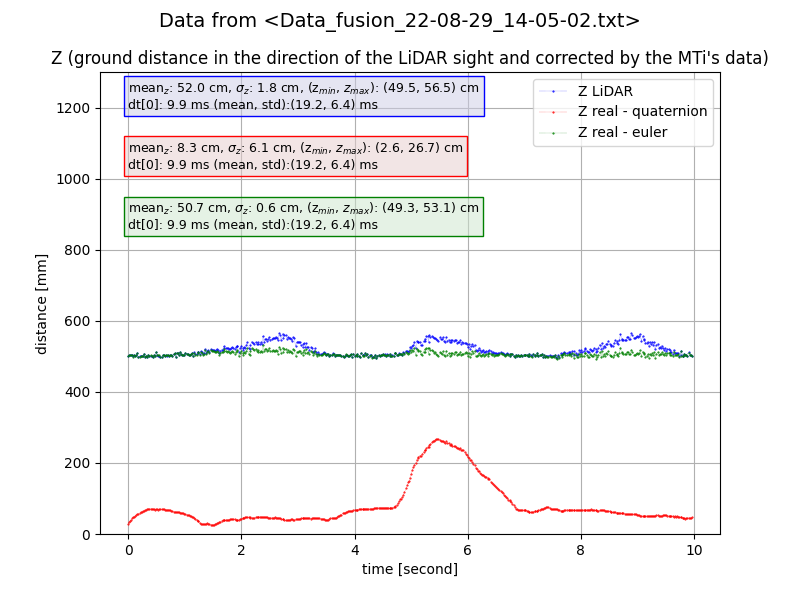 Data from <Data_fusion_22-08-29_14-05-02.txt>
Z (ground distance in the direction of the LiDAR sight and corrected by the MTi's data)
mean_z: 52.0 cm, σ_z: 1.8 cm, (z_min, z_max): (49.5, 56.5) cm
dt[0]: 9.9 ms (mean, std):(19.2, 6.4) ms
mean_z: 8.3 cm, σ_z: 6.1 cm, (z_min, z_max): (2.6, 26.7) cm
dt[0]: 9.9 ms (mean, std):(19.2, 6.4) ms
mean_z: 50.7 cm, σ_z: 0.6 cm, (z_min, z_max): (49.3, 53.1) cm
dt[0]: 9.9 ms (mean, std):(19.2, 6.4) ms
Z LiDAR
Z real - quaternion
Z real - euler
distance [mm]
1200
1000
800
600
400
200
0
0 2 4 6 8 10
time [second]